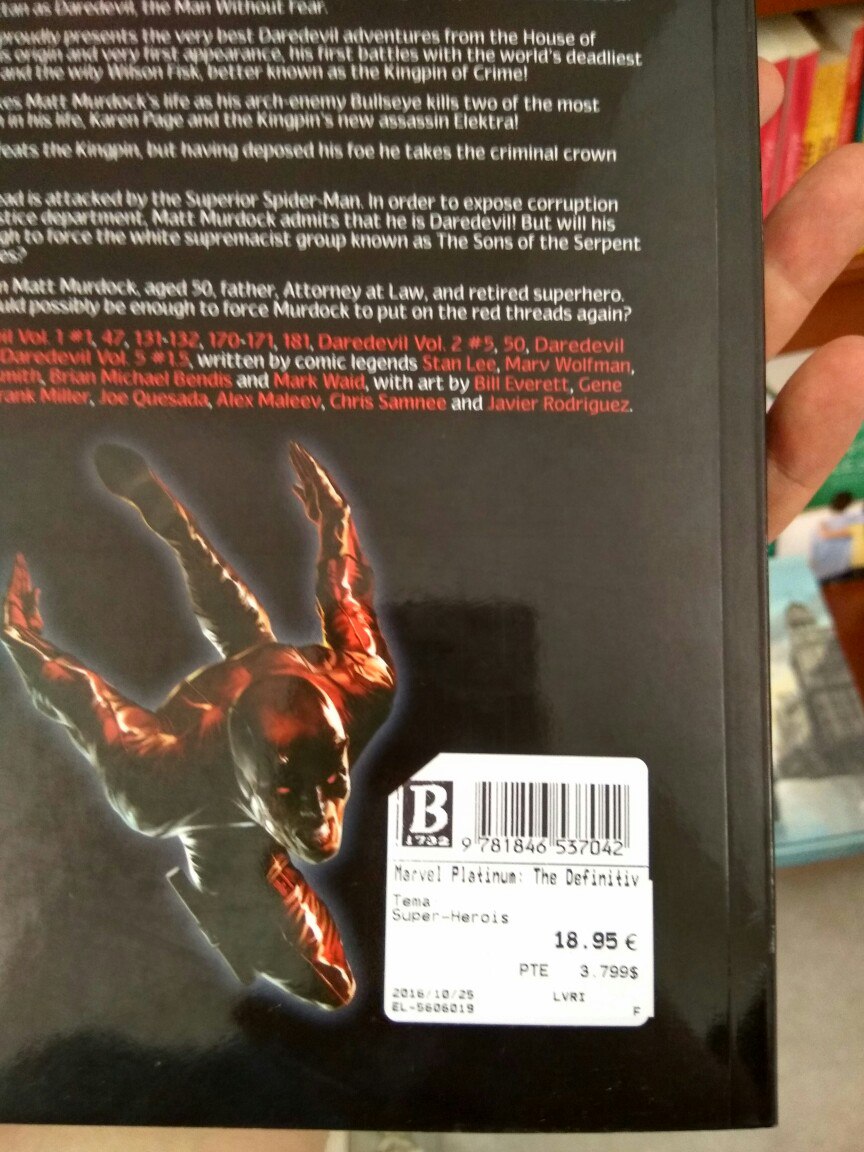 tan as Daredevil, the Man Without Fear.
proudly presents the very best Daredevil adventures from the House of
s origin and very first appearance, his first battles with the world's deadliest
and the wily Wilson Fisk, better known as the Kingpin of Crime!
kes Matt Murdock's life as his arch-enemy Bullseye kills two of the most
n in his life, Karen Page and the Kingpin's new assassin Elektra!
eats the Kingpin, but having deposed his foe he takes the criminal crown
ead is attacked by the Superior Spider-Man. In order to expose corruption
stice department, Matt Murdock admits that he is Daredevil! But will his
gh to force the white supremacist group known as The Sons of the Serpent
es?
n Matt Murdock, aged 50, father, Attorney at Law, and retired superhero.
uld possibly be enough to force Murdock to put on the red threads again?
il Vol. 1 #1, 47, 131-132, 170-171, 181, Daredevil Vol. 2 #5, 50, Daredevil
Daredevil Vol. 5 #1.5, written by comic legends Stan Lee, Marv Wolfman,
mith, Brian Michael Bendis and Mark Waid, with art by Bill Everett, Gene
rank Miller, Joe Quesada, Alex Maleev, Chris Samnee and Javier Rodriguez.
B
1732
9 781846 537042
Marvel Platinum: The Definitiv
Tema
Super-Herois
18.95 €
PTE 3.799$
2016/10/25 LVRI
EL-5606019 F